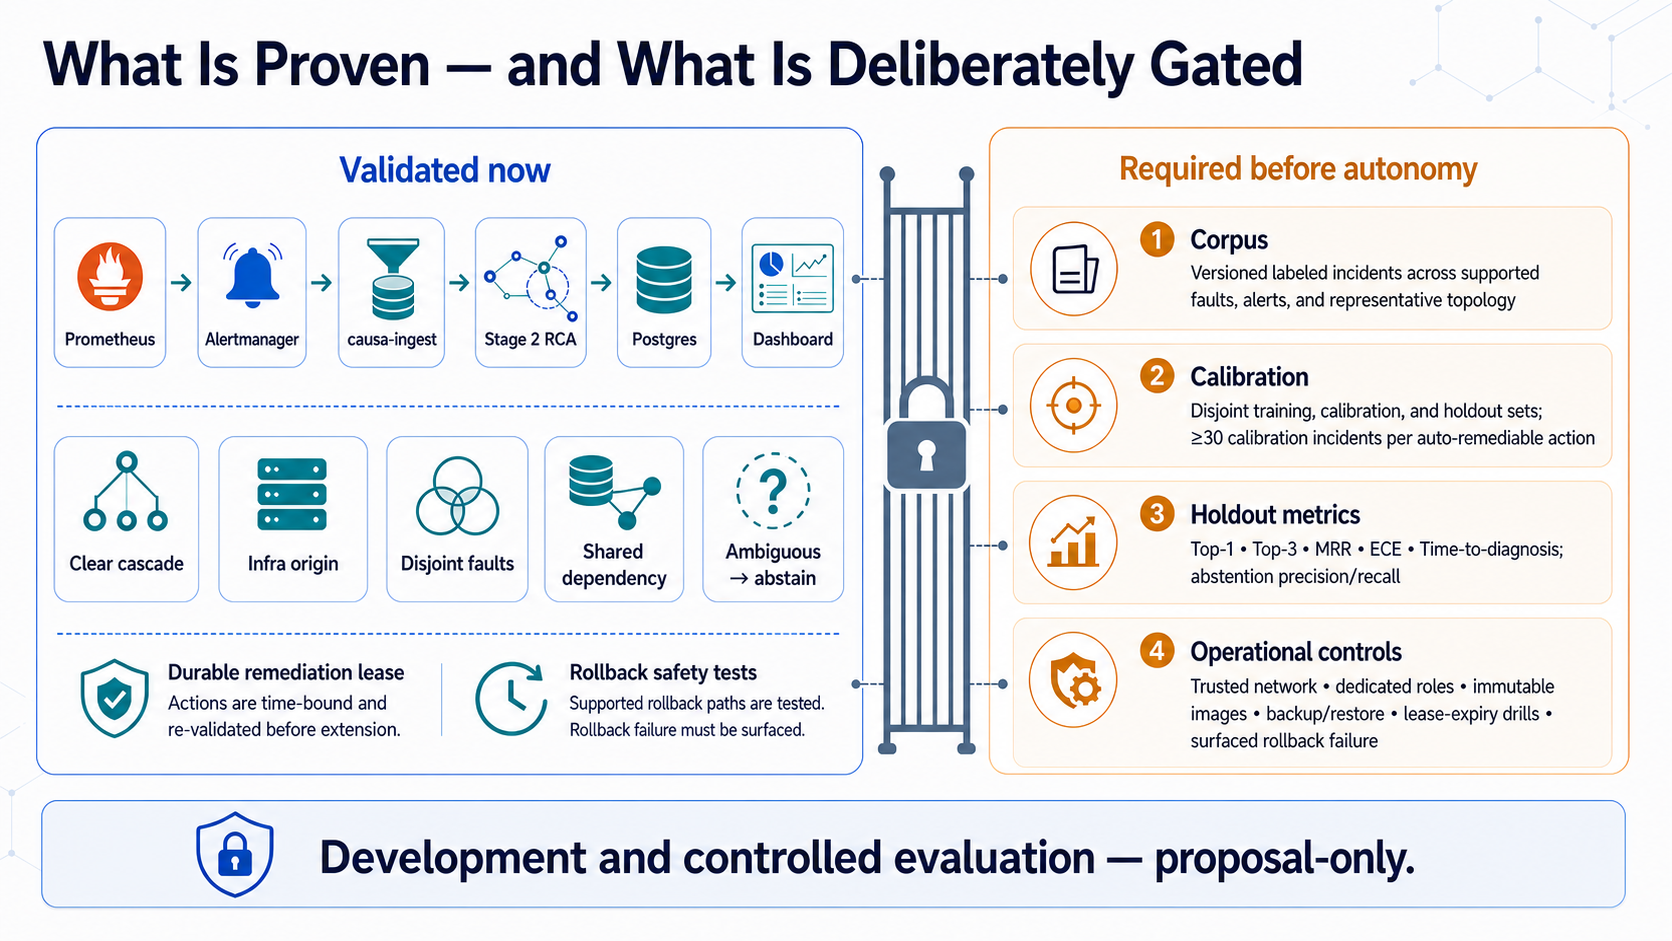 What Is Proven — and What Is Deliberately Gated
Validated now
Prometheus
Alertmanager
causa-ingest
Stage 2 RCA
Postgres
Dashboard
Clear cascade
Infra origin
Disjoint faults
Shared
dependency
?
Ambiguous
→ abstain
Durable remediation lease
Actions are time-bound and
re-validated before extension.
Rollback safety tests
Supported rollback paths are tested.
Rollback failure must be surfaced.
Required before autonomy
1 Corpus
Versioned labeled incidents across supported
faults, alerts, and representative topology
2 Calibration
Disjoint training, calibration, and holdout sets;
≥30 calibration incidents per auto-remediable action
3 Holdout metrics
Top-1 • Top-3 • MRR • ECE • Time-to-diagnosis;
abstention precision/recall
4 Operational controls
Trusted network • dedicated roles • immutable
images • backup/restore • lease-expiry drills •
surfaced rollback failure
Development and controlled evaluation — proposal-only.